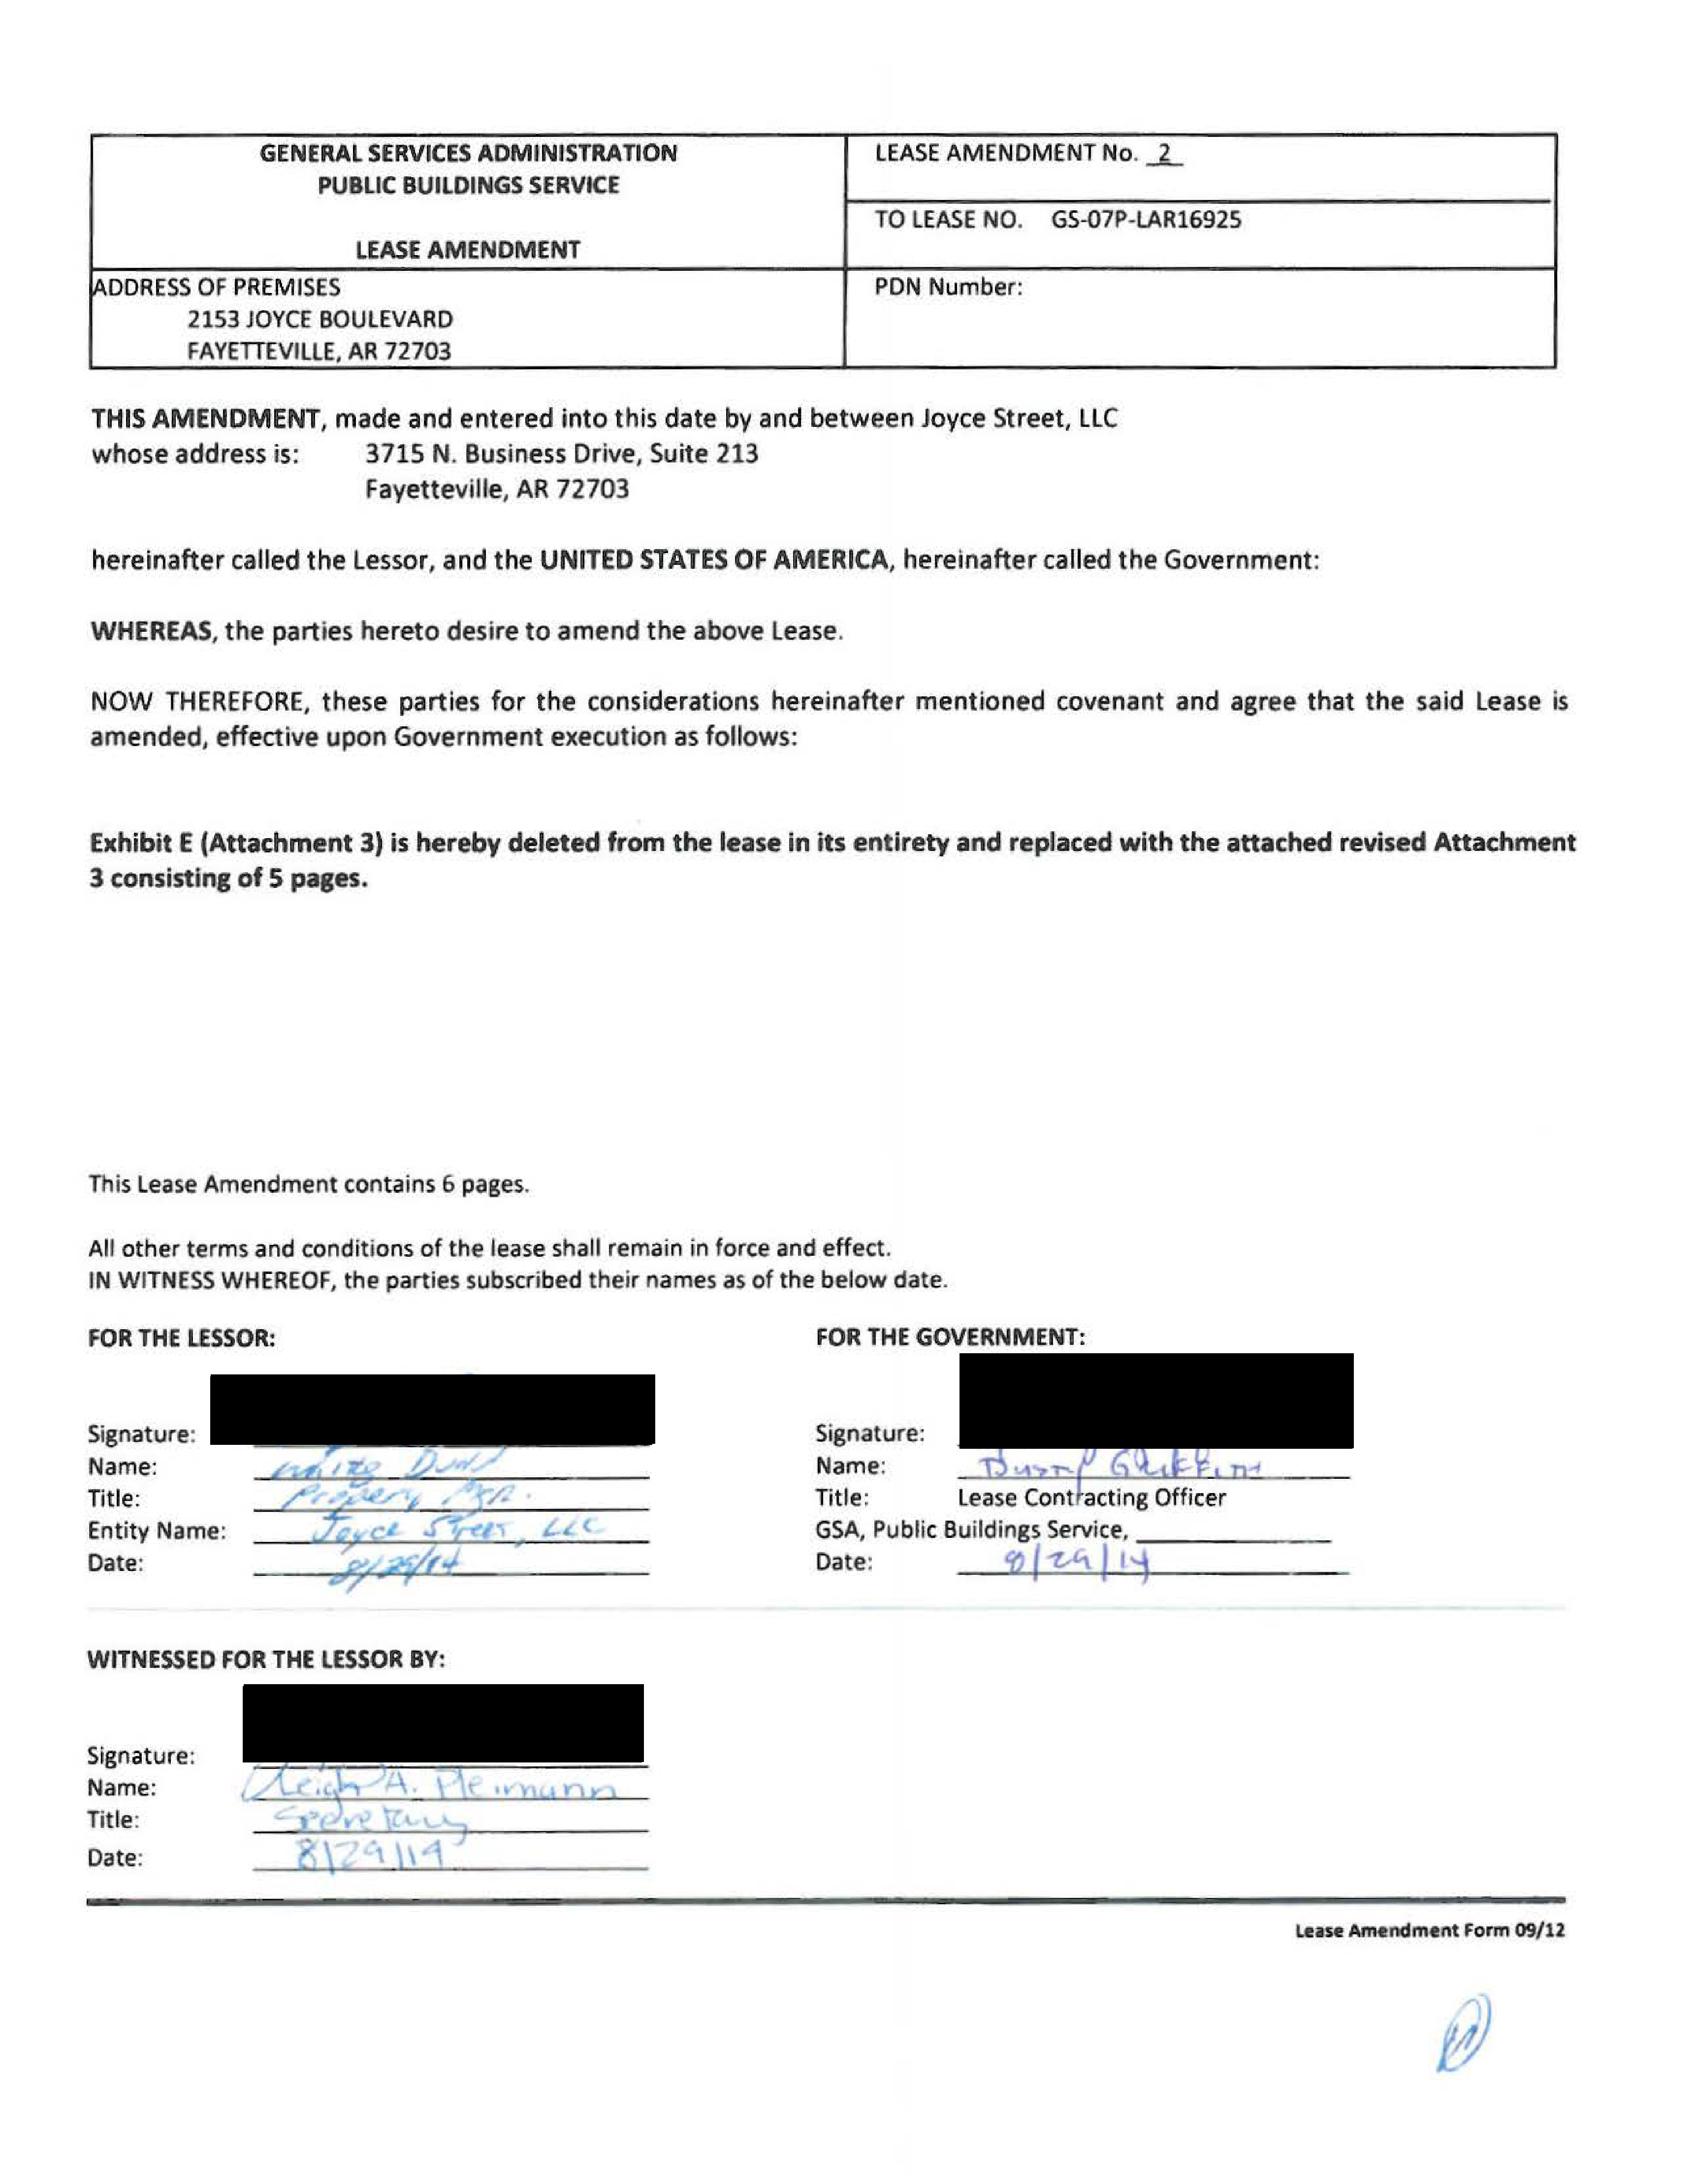 GENERAL SERVICES ADMINISTRATION
PUBLIC BUILDINGS SERVICE
LEASE AMENDMENT
LEASE AMENDMENT No. 2
TO LEASE NO. GS-07P-LAR16925
ADDRESS OF PREMISES
2153 JOYCE BOULEVARD
FAYETTEVILLE, AR 72703
PDN Number:
THIS AMENDMENT, made and entered into this date by and between Joyce Street, LLC
whose address is: 3715 N. Business Drive, Suite 213
Fayetteville, AR 72703
hereinafter called the Lessor, and the UNITED STATES OF AMERICA, hereinafter called the Government:
WHEREAS, the parties hereto desire to amend the above Lease.
NOW THEREFORE, these parties for the considerations hereinafter mentioned covenant and agree that the said Lease is
amended, effective upon Government execution as follows:
Exhibit E (Attachment 3) is hereby deleted from the lease in its entirety and replaced with the attached revised Attachment
3 consisting of 5 pages.
This Lease Amendment contains 6 pages.
All other terms and conditions of the lease shall remain in force and effect.
IN WITNESS WHEREOF, the parties subscribed their names as of the below date.
FOR THE LESSOR:
Signature:
Name:
Title: Property Mgr.
Entity Name: Joyce Street, LLC
Date: 8/29/14
FOR THE GOVERNMENT:
Signature:
Name:
Title: Lease Contracting Officer
GSA, Public Buildings Service,
Date: 8/29/14
WITNESSED FOR THE LESSOR BY:
Signature:
Name: Leigh A. Pleimann
Title: Secretary
Date: 8/29/14
Lease Amendment Form 09/12